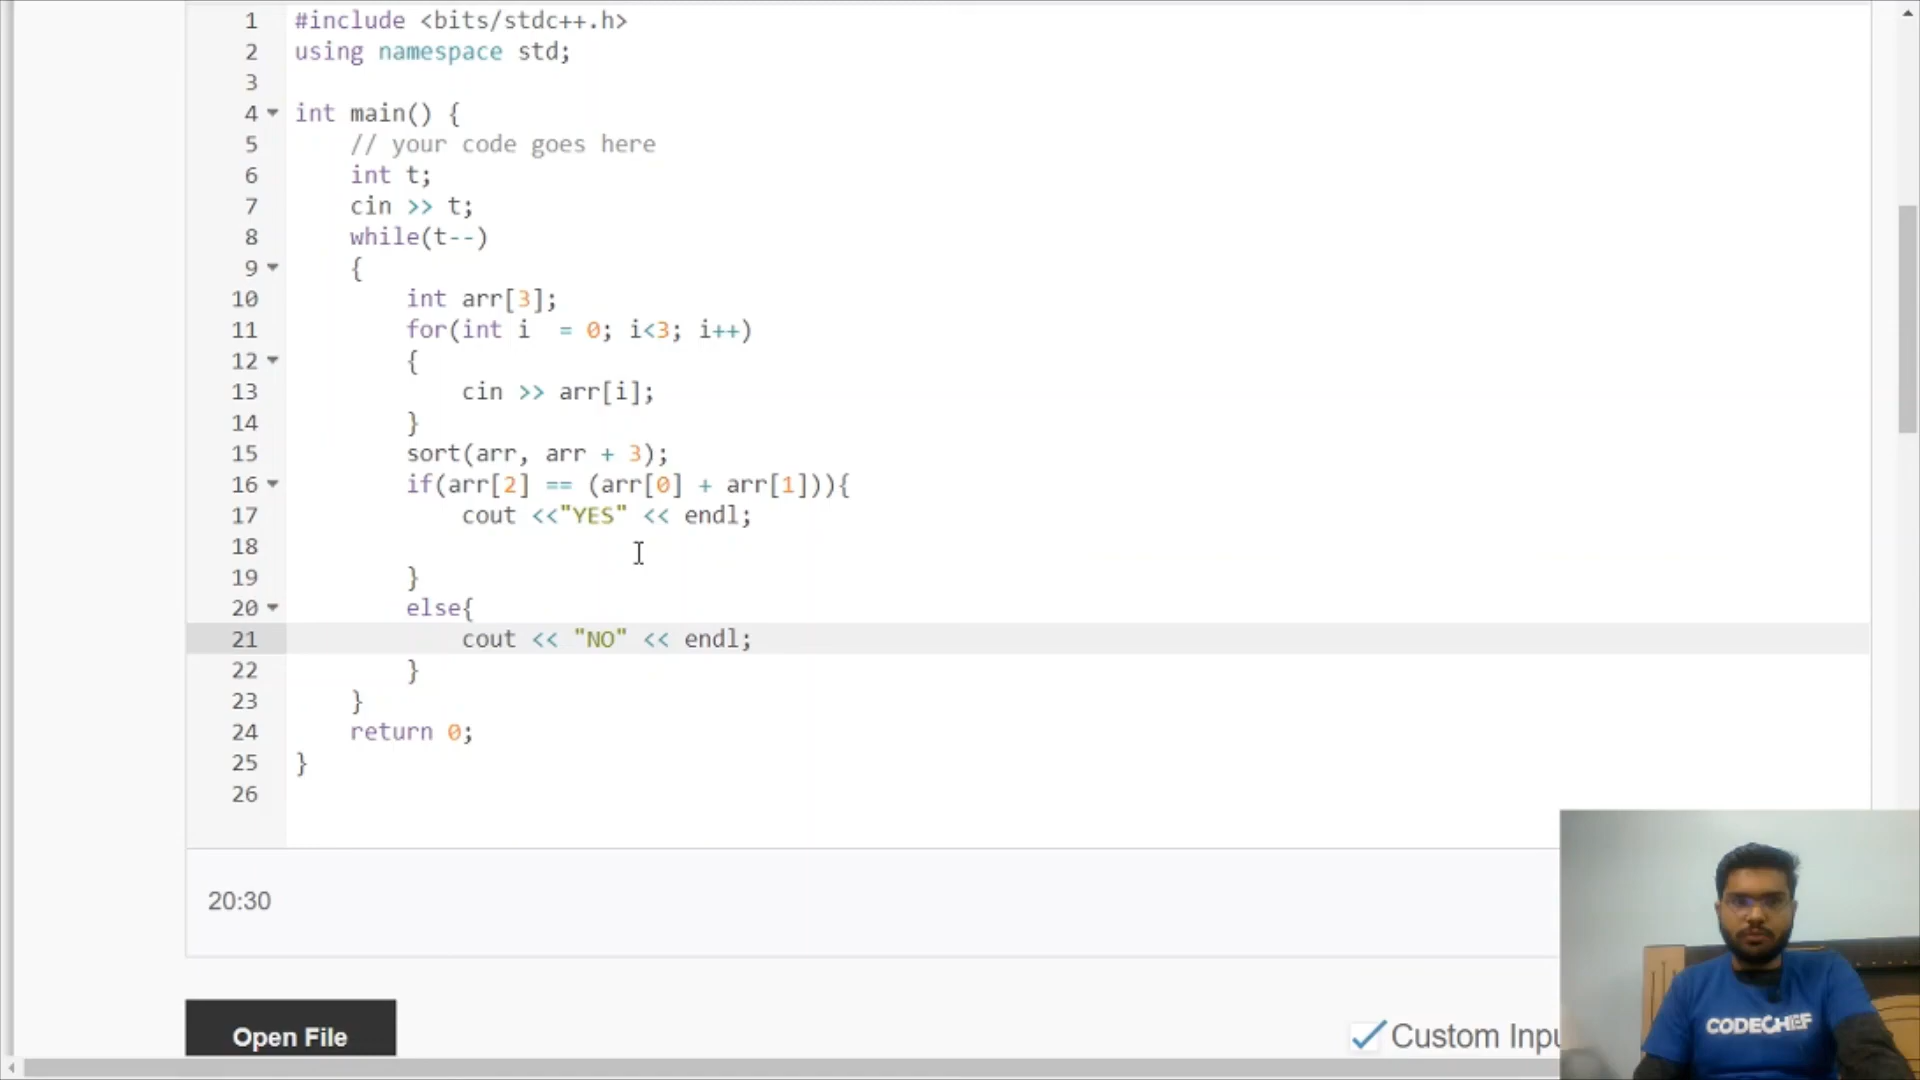 1 #include <bits/stdc++.h>
2 using namespace std;
3
4 int main() {
5     // your code goes here
6     int t;
7     cin >> t;
8     while(t--)
9     {
10         int arr[3];
11         for(int i  = 0; i<3; i++)
12         {
13             cin >> arr[i];
14         }
15         sort(arr, arr + 3);
16         if(arr[2] == (arr[0] + arr[1])){
17             cout <<"YES" << endl;
18
19         }
20         else{
21             cout << "NO" << endl;
22         }
23     }
24     return 0;
25 }
26
20:30
Open File
Custom Inpu
CODECHEF